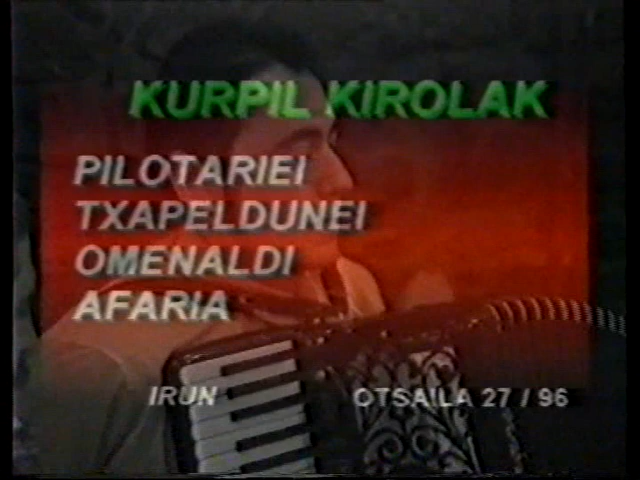 KURPIL KIROLAK
PILOTARIEI
TXAPELDUNEI
OMENALDI
AFARIA
IRUN OTSAILA 27 / 96